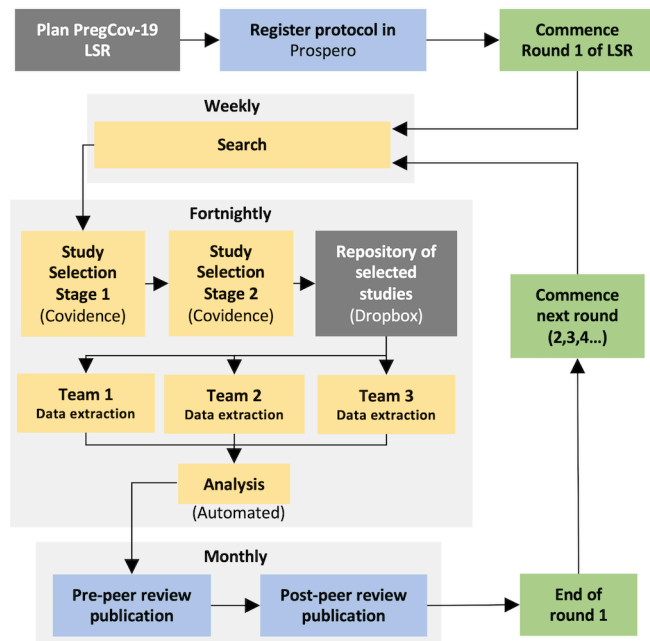 Plan PregCov-19
LSR
Register protocol in
Prospero
Commence
Round 1 of LSR
Weekly
Search
Fortnightly
Study
Selection
Stage 1
(Covidence)
Study
Selection
Stage 2
(Covidence)
Repository of
selected
studies
(Dropbox)
Commence
next round
(2,3,4...)
Team 1
Data extraction
Team 2
Data extraction
Team 3
Data extraction
Analysis
(Automated)
Monthly
Pre-peer review
publication
Post-peer review
publication
End of
round 1